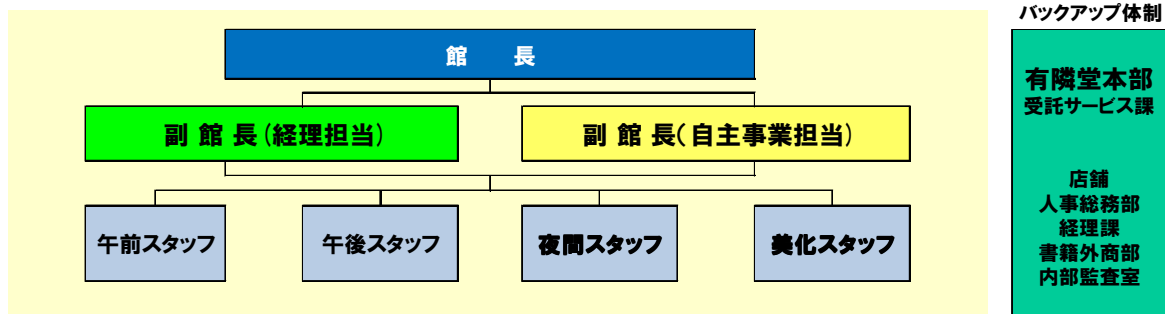 バックアップ体制
館 長
副 館 長(経理担当)
副 館 長(自主事業担当)
午前スタッフ
午後スタッフ
夜間スタッフ
美化スタッフ
有隣堂本部
受託サービス課
店舗
人事総務部
経理課
書籍外商部
内部監査室